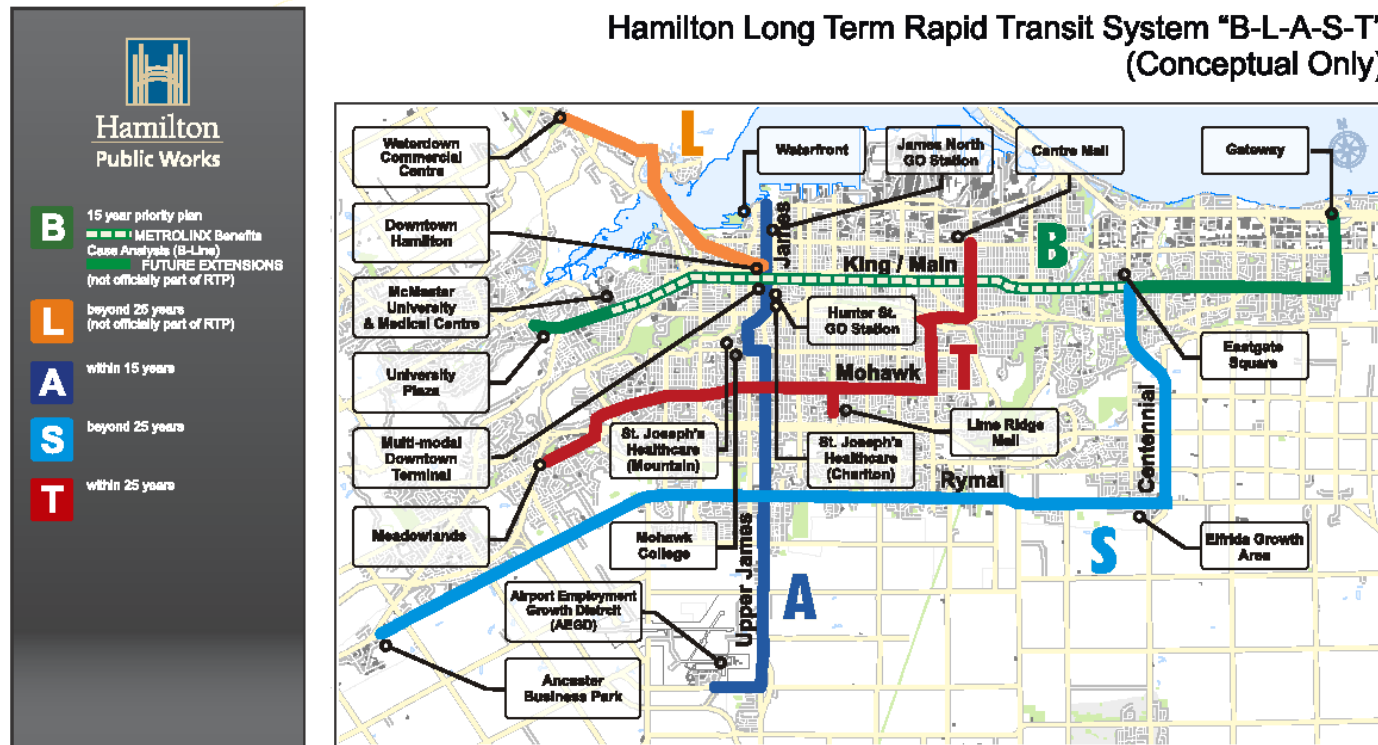 Hamilton Long Term Rapid Transit System “B-L-A-S-T”
(Conceptual Only)
Hamilton
Public Works
B
15 year priority plan
METROLINX Benefits
Case Analysis (B-Line)
FUTURE EXTENSIONS
(not officially part of RTP)
L
beyond 25 years
(not officially part of RTP)
A
within 15 years
S
beyond 25 years
T
within 25 years
Waterdown
Commercial
Centre
L
Waterfront
James North
GO Station
Centre Mall
Gateway
Downtown
Hamilton
James
King / Main
B
McMaster
University
& Medical Centre
Hunter St.
GO Station
University
Plaza
Mohawk
T
Eastgate
Square
Multi-modal
Downtown
Terminal
St. Joseph's
Healthcare
(Mountain)
St. Joseph's
Healthcare
(Charlton)
Lime Ridge
Mall
Centennial
Rymal
Meadowlands
Mohawk
College
Upper James
S
Elfrida Growth
Area
Airport Employment
Growth Distrcit
(AEGD)
A
Ancaster
Business Park